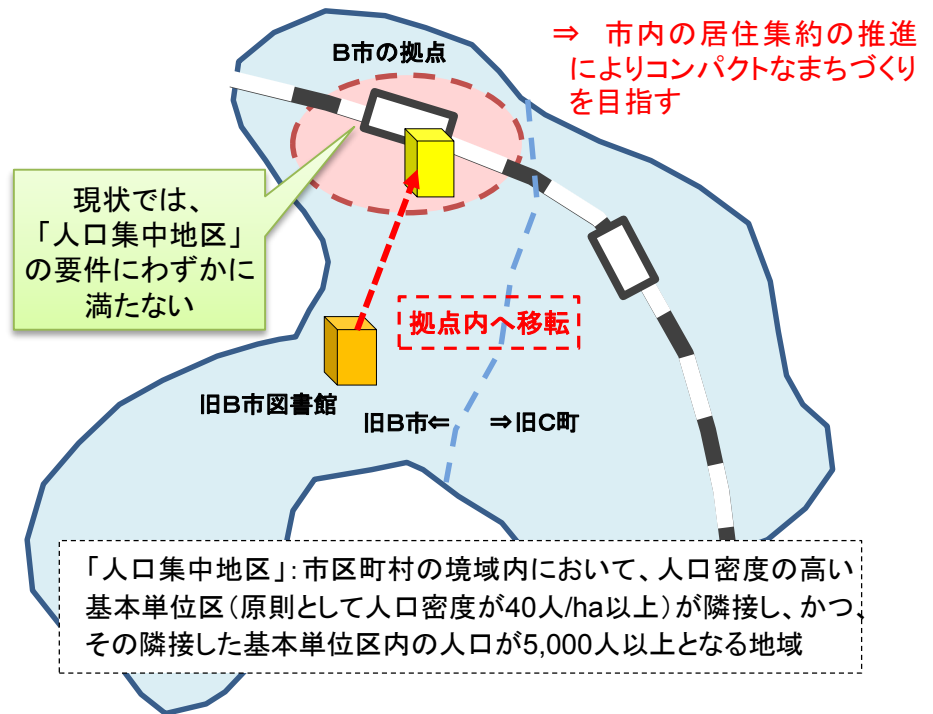 ⇒ 市内の居住集約の推進
によりコンパクトなまちづくり
を目指す
B市の拠点
現状では、
「人口集中地区」
の要件にわずかに
満たない
拠点内へ移転
旧B市図書館
旧B市⇐ ⇒旧C町
「人口集中地区」：市区町村の境域内において、人口密度の高い
基本単位区（原則として人口密度が40人/ha以上）が隣接し、かつ、
その隣接した基本単位区内の人口が5,000人以上となる地域